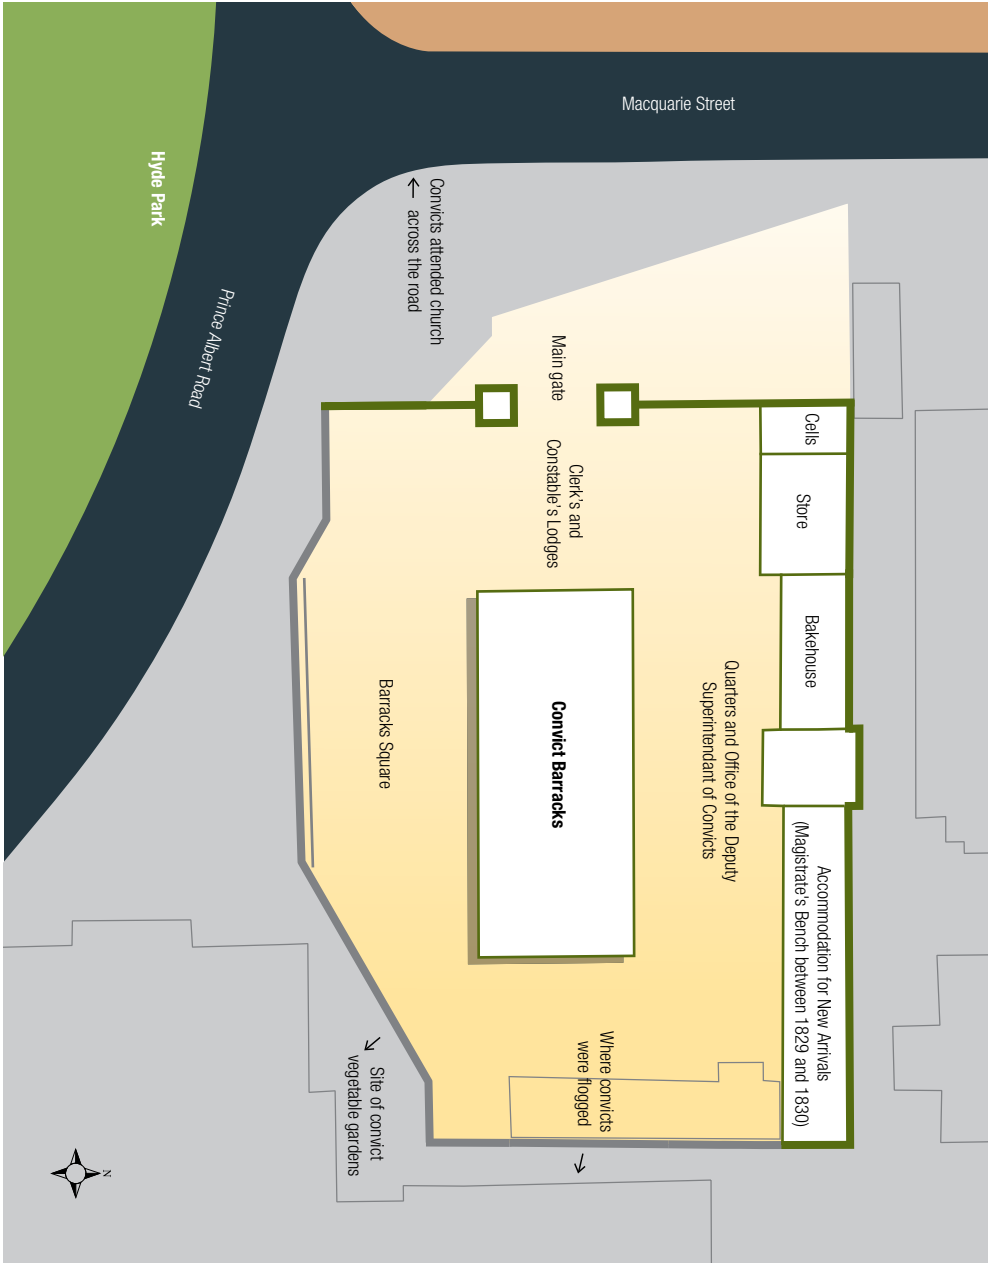 Macquarie Street
Hyde Park
Prince Albert Road
Convicts attended church
← across the road
Main gate
Clerk's and
Constable's Lodges
Cells
Store
Bakehouse
Quarters and Office of the Deputy
Superintendant of Convicts
Convict Barracks
Barracks Square
Accommodation for New Arrivals
(Magistrate's Bench between 1829 and 1830)
Where convicts
were flogged
Site of convict
vegetable gardens
N